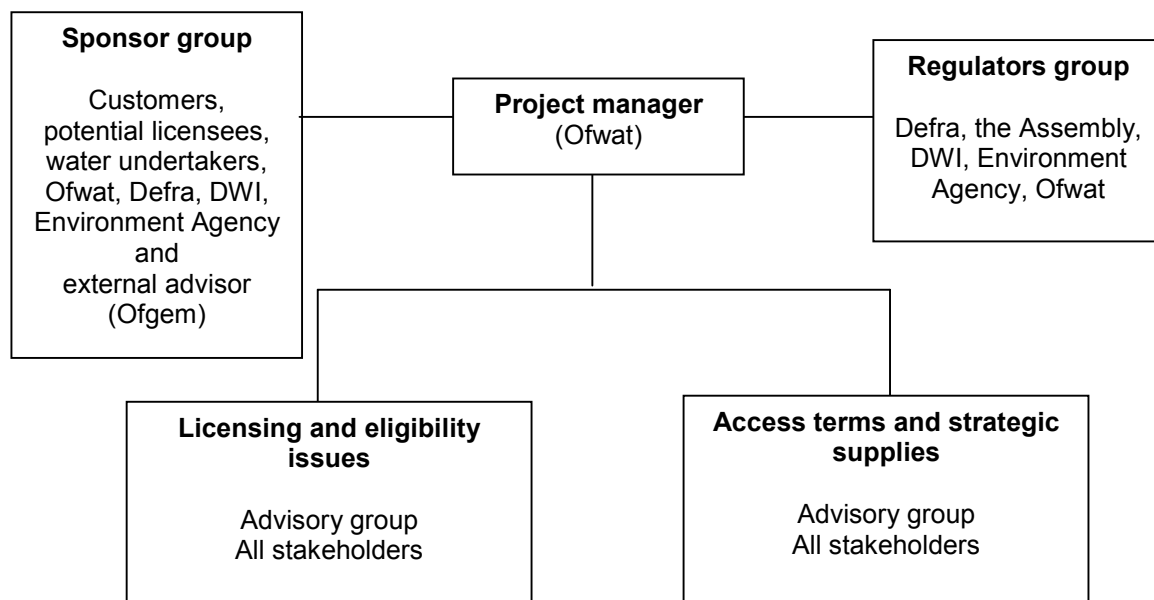 Sponsor group
Customers,
potential licensees,
water undertakers,
Ofwat, Defra, DWI,
Environment Agency
and
external advisor
(Ofgem)
Project manager
(Ofwat)
Regulators group
Defra, the Assembly,
DWI, Environment
Agency, Ofwat
Licensing and eligibility
issues
Advisory group
All stakeholders
Access terms and strategic
supplies
Advisory group
All stakeholders